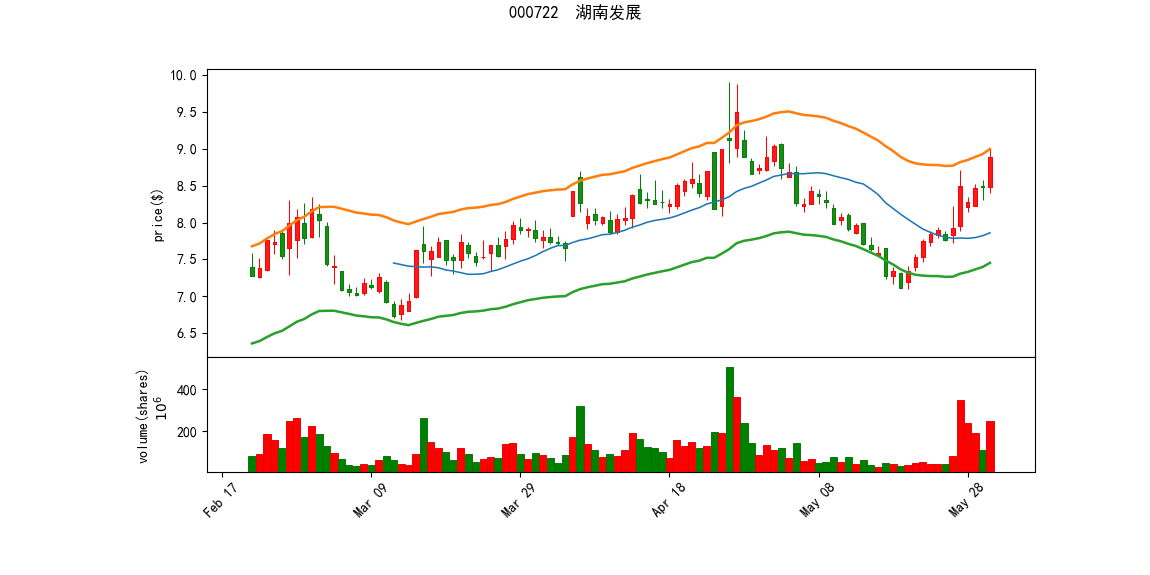 000722  湖南发展
price($)
10.0
9.5
9.0
8.5
8.0
7.5
7.0
6.5
volume(shares)
10^6
400
200
Feb 17
Mar 09
Mar 29
Apr 18
May 08
May 28